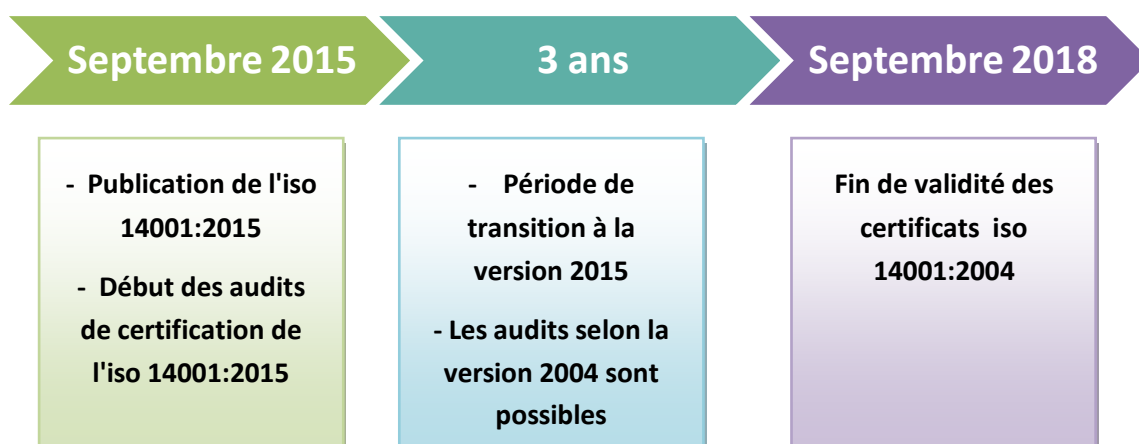 Septembre 2015
3 ans
Septembre 2018
- Publication de l'iso
14001:2015
- Début des audits
de certification de
l'iso 14001:2015
- Période de
transition à la
version 2015
- Les audits selon la
version 2004 sont
possibles
Fin de validité des
certificats iso
14001:2004